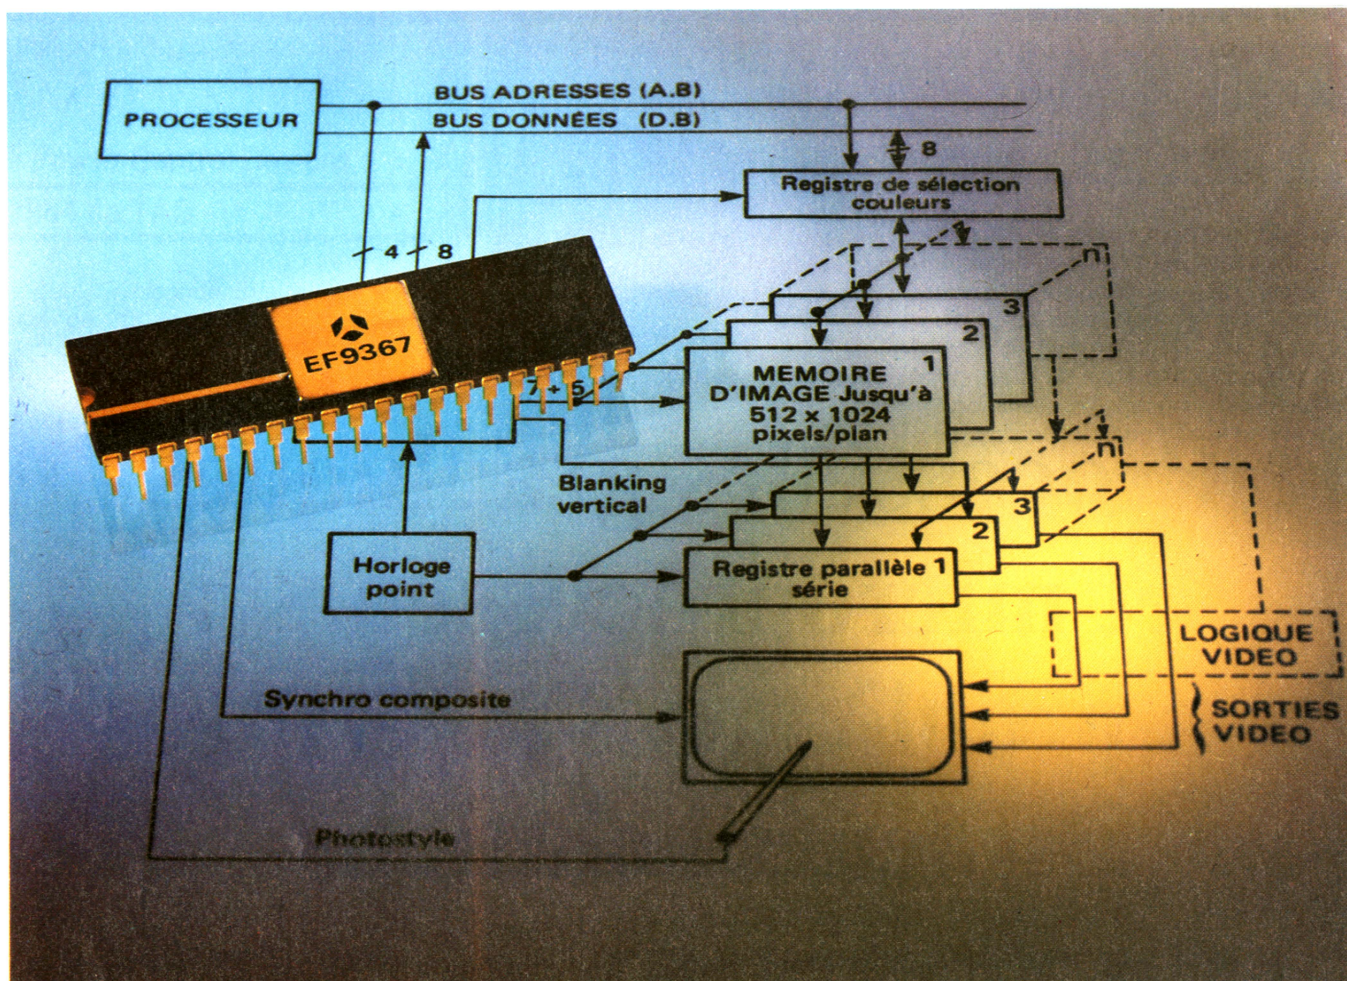 BUS ADRESSES (A.B)
PROCESSEUR
BUS DONNÉES (D.B)
8
Registre de sélection
couleurs
4
8
n
EF9367
3
2
1
7 + 5
MEMOIRE
D'IMAGE Jusqu'à
512 x 1024
pixels/plan
n
Blanking
vertical
3
2
Horloge
point
Registre parallèle 1
série
LOGIQUE
VIDEO
Synchro composite
SORTIES
VIDEO
Photostyle